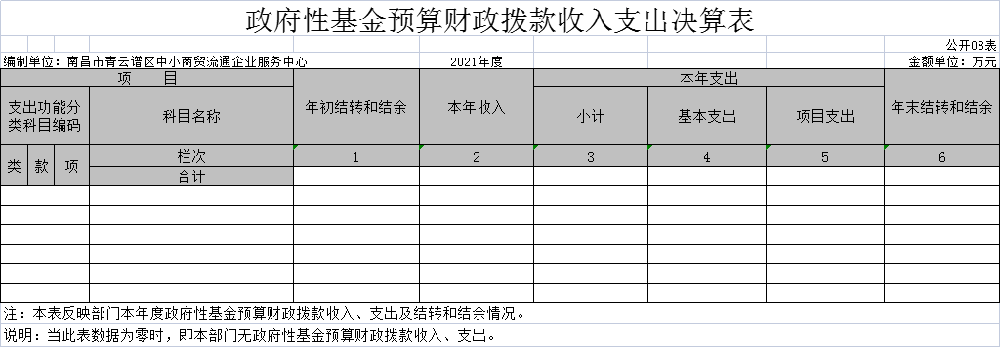 政府性基金预算财政拨款收入支出决算表
公开08表
编制单位：南昌市青云谱区中小商贸流通企业服务中心 2021年度 金额单位：万元
项 目 年初结转和结余 本年收入 本年支出 年末结转和结余
支出功能分类科目编码 科目名称 小计 基本支出 项目支出
类 款 项 栏次 1 2 3 4 5 6
合计
注：本表反映部门本年度政府性基金预算财政拨款收入、支出及结转和结余情况。
说明：当此表数据为零时，即本部门无政府性基金预算财政拨款收入、支出。